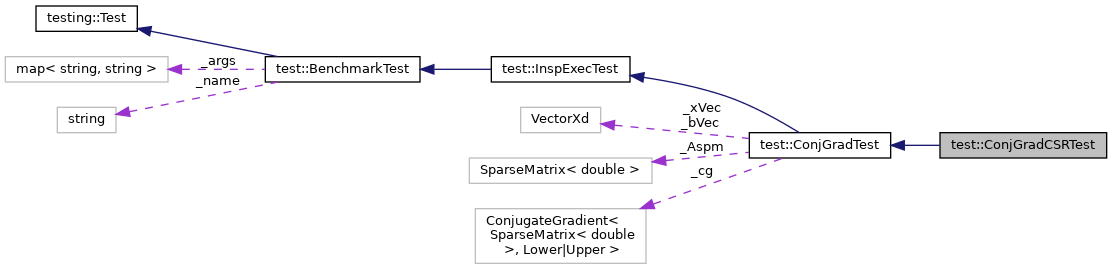 testing::Test
map< string, string >
_args
_name
string
test::BenchmarkTest
test::InspExecTest
VectorXd
_xVec
_bVec
SparseMatrix< double >
_Aspm
_cg
ConjugateGradient<
SparseMatrix< double
>, Lower|Upper >
test::ConjGradTest
test::ConjGradCSRTest